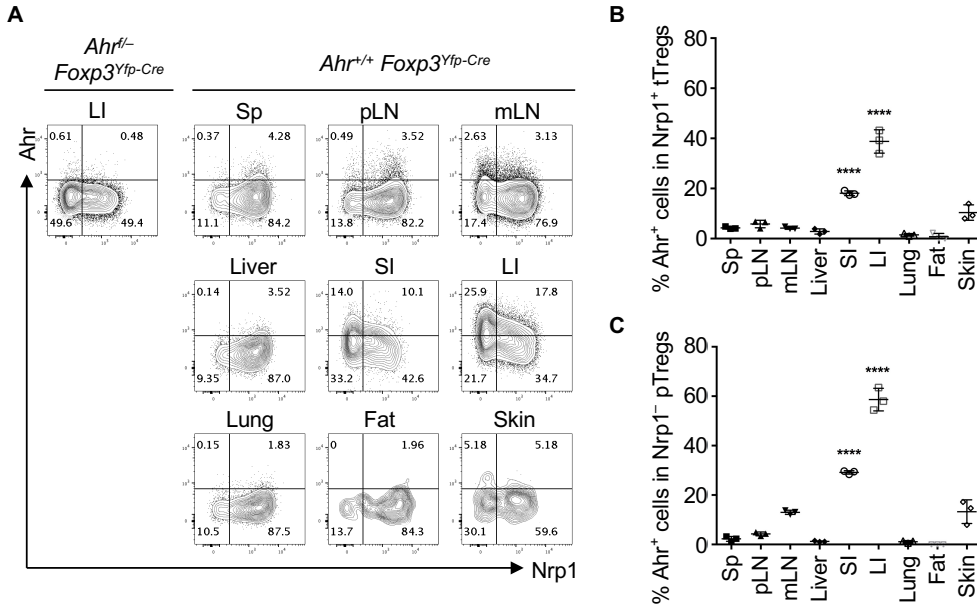 A
Ahrf/–
Foxp3Yfp-Cre
Ahr+/+ Foxp3Yfp-Cre
LI
Sp
pLN
mLN
0.61 0.48
49.6 49.4
0.37 4.28
11.1 84.2
0.49 3.52
13.8 82.2
2.63 3.13
17.4 76.9
Liver
SI
LI
0.14 3.52
9.35 87.0
14.0 10.1
33.2 42.6
25.9 17.8
21.7 34.7
Lung
Fat
Skin
0.15 1.83
10.5 87.5
0 1.96
13.7 84.3
5.18 5.18
30.1 59.6
Ahr
Nrp1
B
% Ahr+ cells in Nrp1+ tTregs
80
60
40
20
0
****
****
Sp pLN mLN Liver SI LI Lung Fat Skin
C
% Ahr+ cells in Nrp1– pTregs
80
60
40
20
0
****
****
Sp pLN mLN Liver SI LI Lung Fat Skin